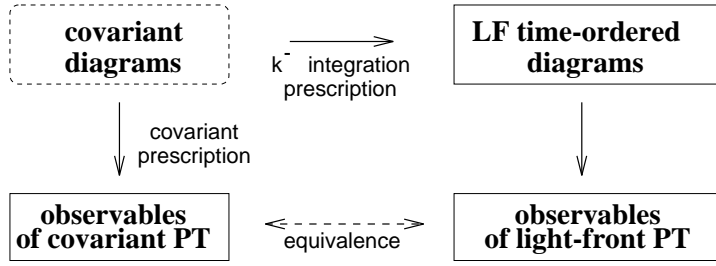 covariant
diagrams
k⁻ integration
prescription
LF time-ordered
diagrams
covariant
prescription
observables
of covariant PT
equivalence
observables
of light-front PT